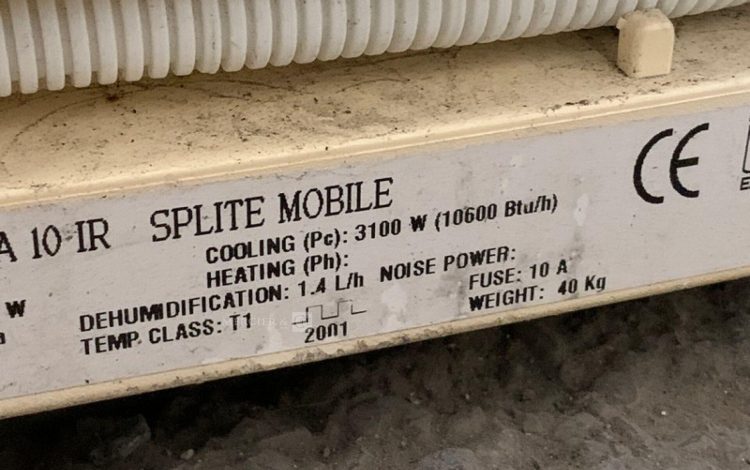 A 10-IR SPLITE MOBILE
COOLING (Pc): 3100 W (10600 Btu/h)
HEATING (Ph):
W
DEHUMIDIFICATION: 1.4 L/h NOISE POWER:
TEMP. CLASS: T1 FUSE: 10 A
2001 WEIGHT: 40 Kg
CE